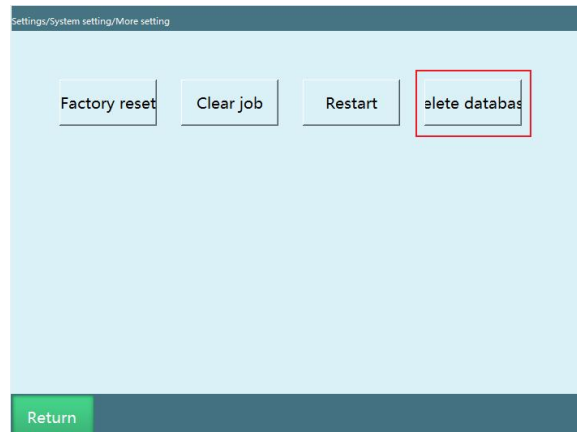 Settings/System setting/More setting
Factory reset
Clear job
Restart
elete databas
Return